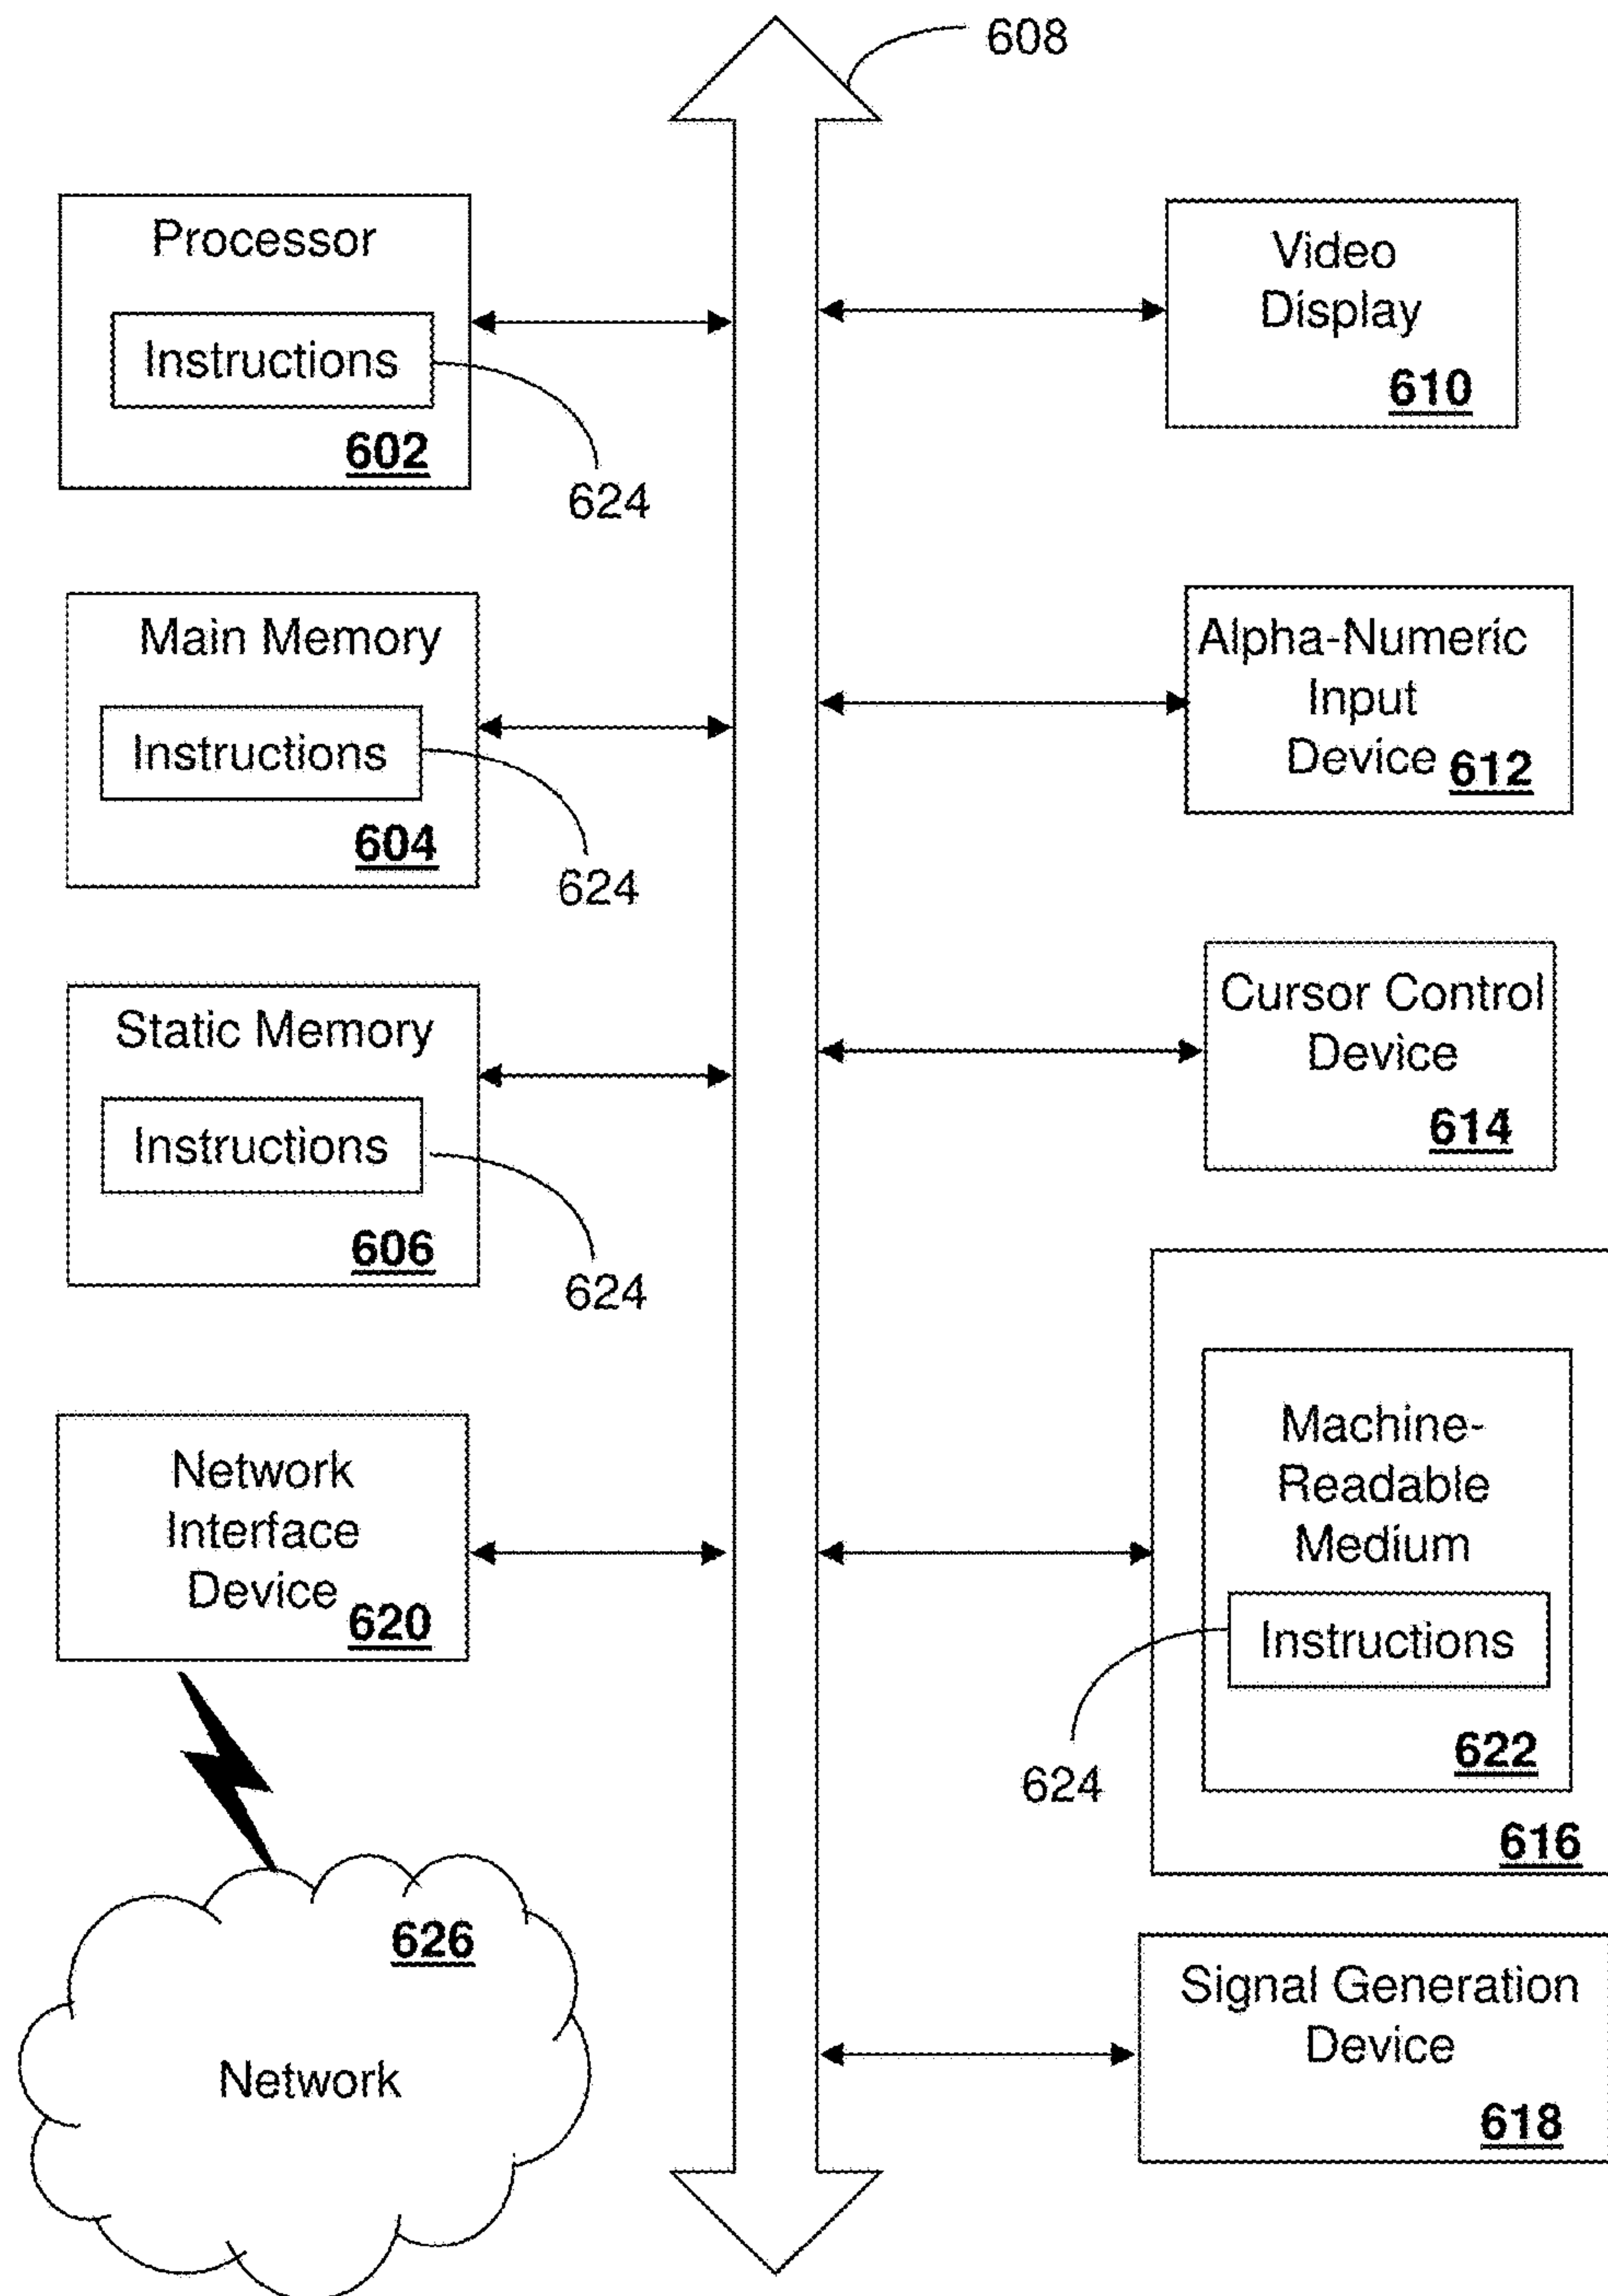 608
Processor
Instructions
602
624
Main Memory
Instructions
604
624
Static Memory
Instructions
606
624
Network
Interface
Device
620
626
Network
Video
Display
610
Alpha-Numeric
Input
Device 612
Cursor Control
Device
614
Machine-
Readable
Medium
Instructions
622
624
616
Signal Generation
Device
618